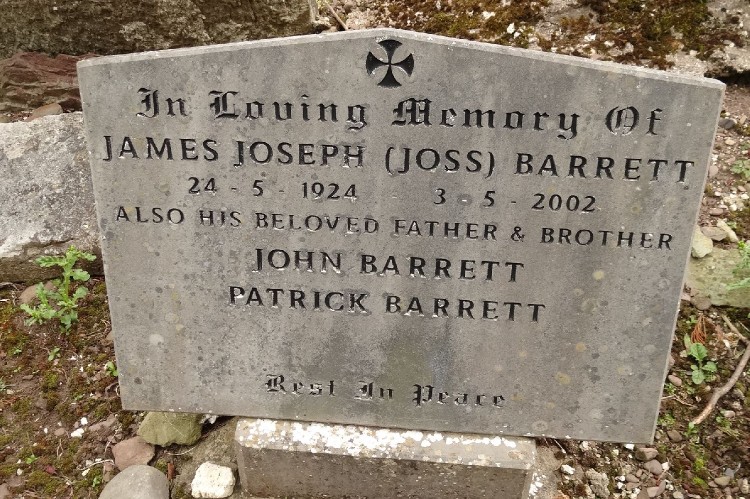 In Loving Memory Of
JAMES JOSEPH (JOSS) BARRETT
24 - 5 - 1924 - 3 - 5 - 2002
ALSO HIS BELOVED FATHER & BROTHER
JOHN BARRETT
PATRICK BARRETT
Rest In Peace